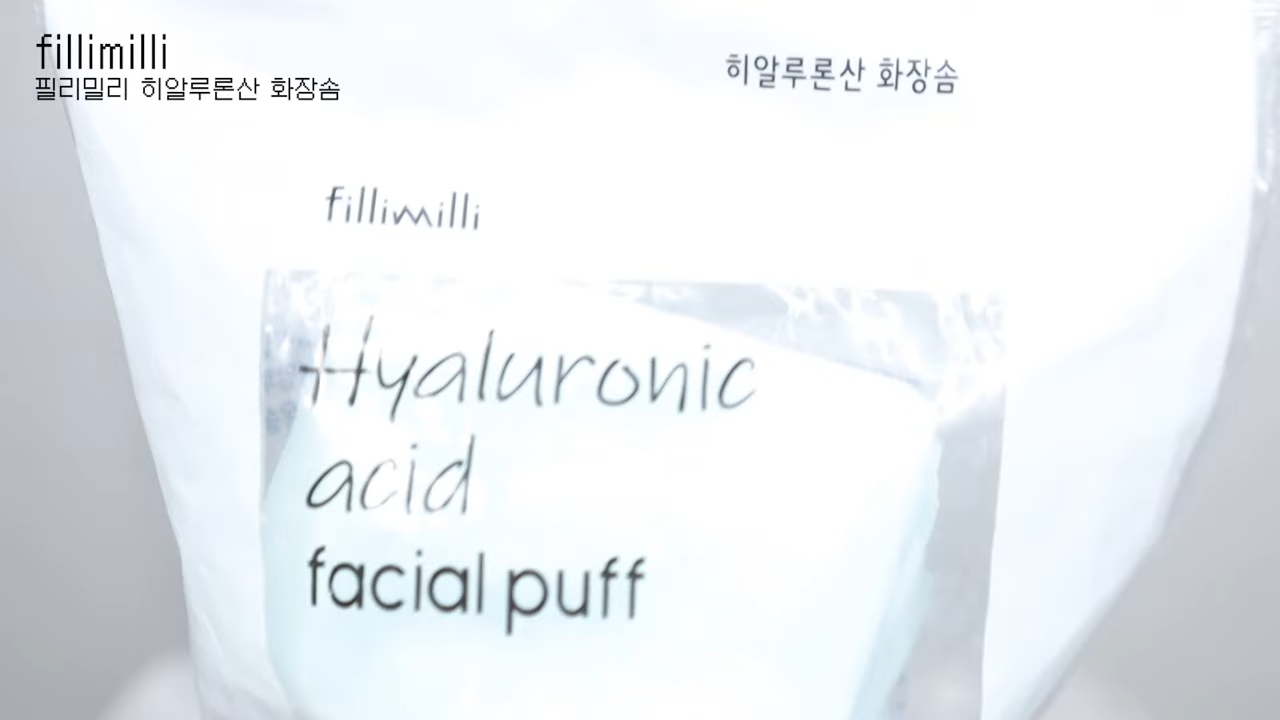 fillimilli
필리밀리 히알루론산 화장솜
히알루론산 화장솜
fillimilli
Hyaluronic
acid
facial puff